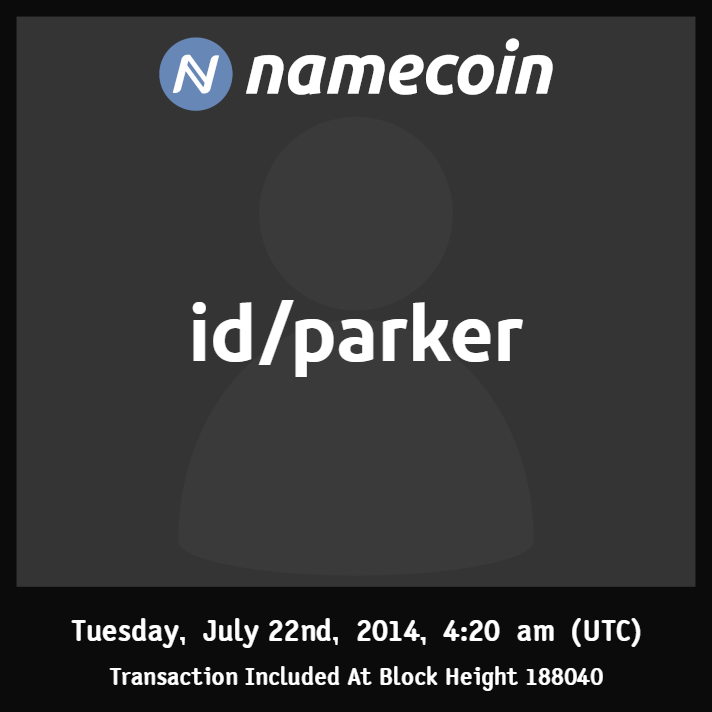 namecoin
id/parker
Tuesday, July 22nd, 2014, 4:20 am (UTC)
Transaction Included At Block Height 188040